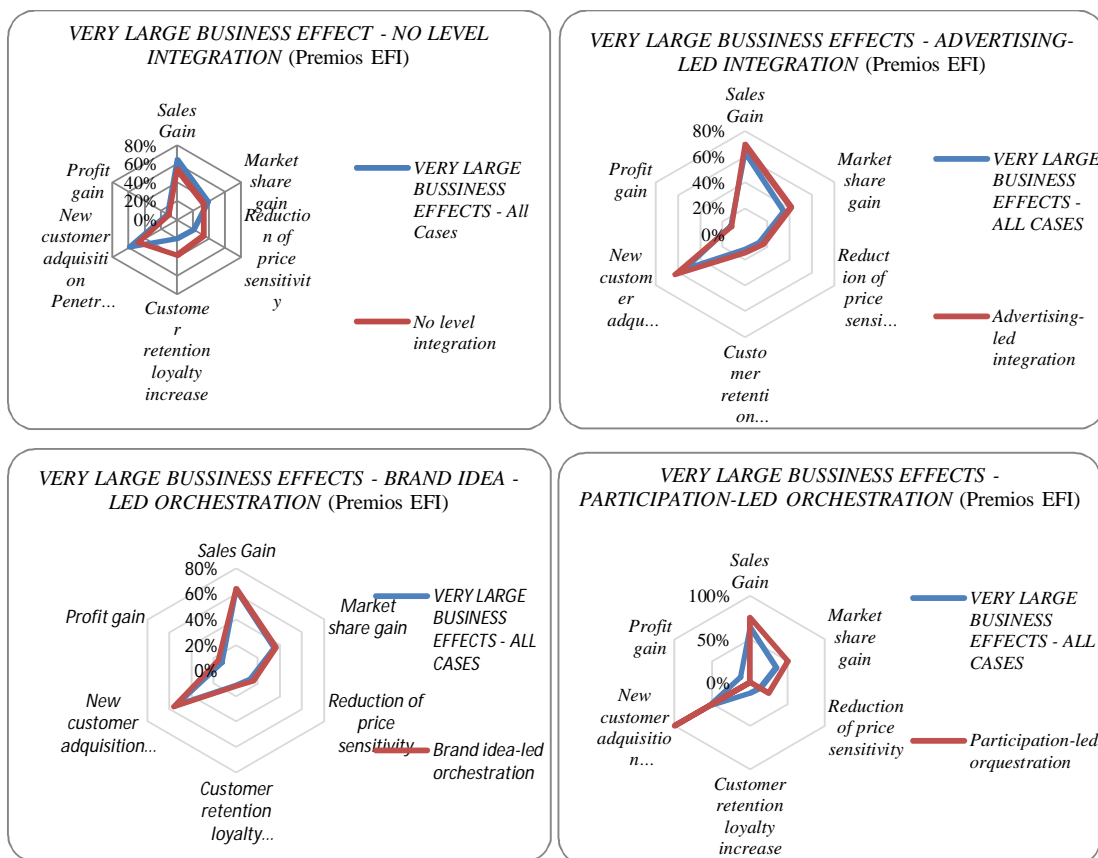 VERY LARGE BUSINESS EFFECT - NO LEVEL
INTEGRATION (Premios EFI)
Sales
Gain
80%
60%
40%
20%
0%
Market
share
gain
Reductio
n of
price
sensitivity
Custome
r
retention
loyalty
increase
New
customer
adquisiti
on
Penetr...
Profit
gain
VERY LARGE
BUSSINESS
EFFECTS - All
Cases
No level
integration
VERY LARGE BUSSINESS EFFECTS - ADVERTISING-
LED INTEGRATION (Premios EFI)
Sales
Gain
80%
60%
40%
20%
0%
Market
share
gain
Reduct
ion of
price
sensi...
Custo
mer
retenti
on...
New
custom
er
adqu...
Profit
gain
VERY LARGE
BUSINESS
EFFECTS -
ALL CASES
Advertising-
led
integration
VERY LARGE BUSSINESS EFFECTS - BRAND IDEA -
LED ORCHESTRATION (Premios EFI)
Sales Gain
80%
60%
40%
20%
0%
Market
share gain
Reduction of
price
sensitivity
Customer
retention
loyalty...
New
customer
adquisition...
Profit gain
VERY LARGE
BUSINESS
EFFECTS - ALL
CASES
Brand idea-led
orchestration
VERY LARGE BUSSINESS EFFECTS -
PARTICIPATION-LED ORCHESTRATION (Premios EFI)
Sales
Gain
100%
50%
0%
Market
share
gain
Reduction
of price
sensitivity
Customer
retention
loyalty
increase
New
customer
adquisitio
n...
Profit
gain
VERY LARGE
BUSINESS
EFFECTS - ALL
CASES
Participation-led
orquestration